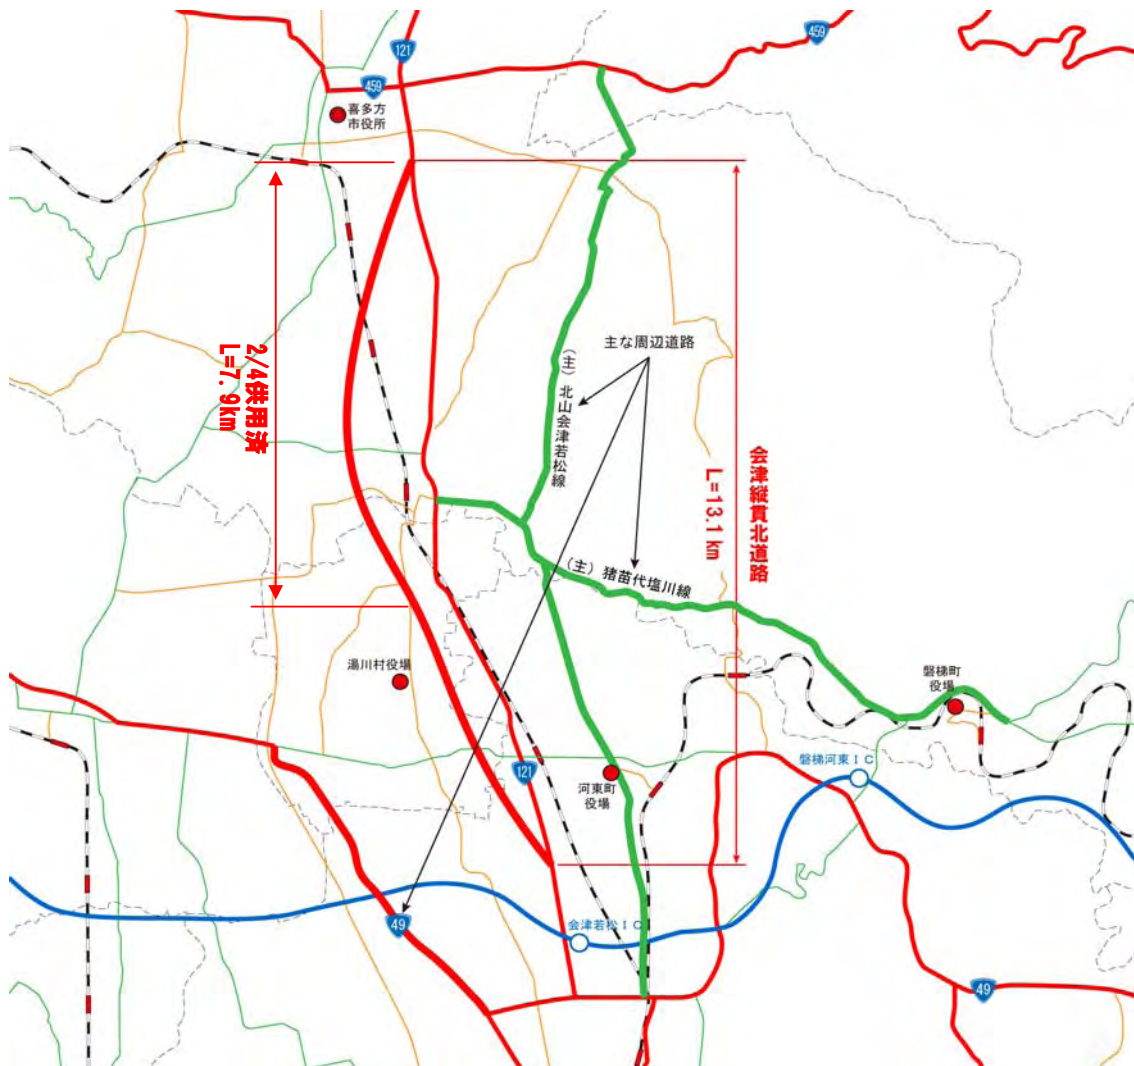 459
121
459
喜多方
市役所
主な周辺道路
(主)北山会津若松線
2/4供用済
L=7.9km
会津縦貫北道路
L=13.1km
(主)猪苗代塩川線
湯川村役場
磐梯町
役場
磐梯河東IC
121
河東町
役場
49
会津若松IC
49